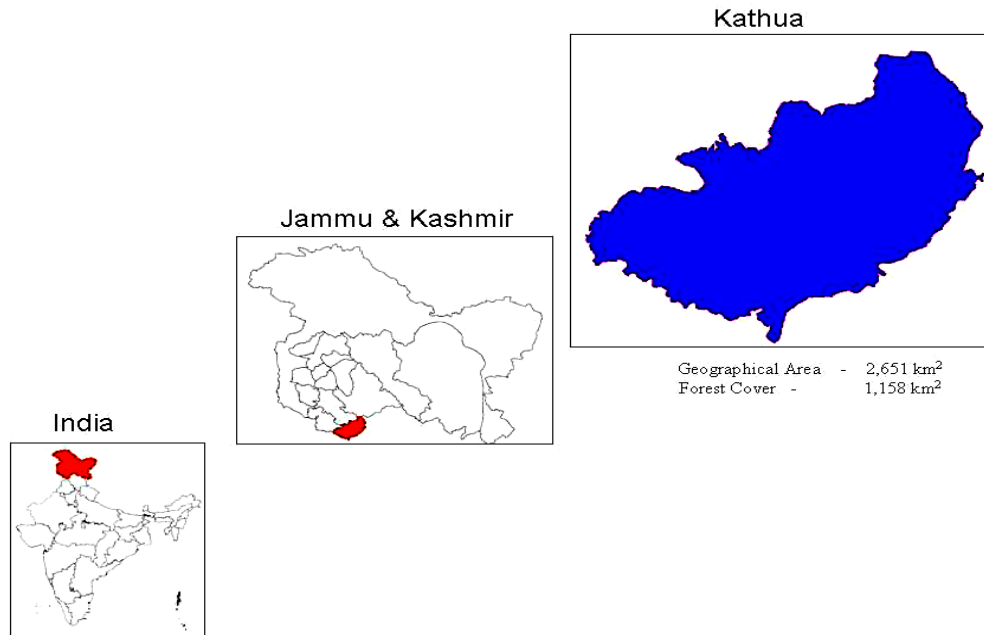 Kathua
Jammu & Kashmir
Geographical Area - 2,651 km²
Forest Cover - 1,158 km²
India